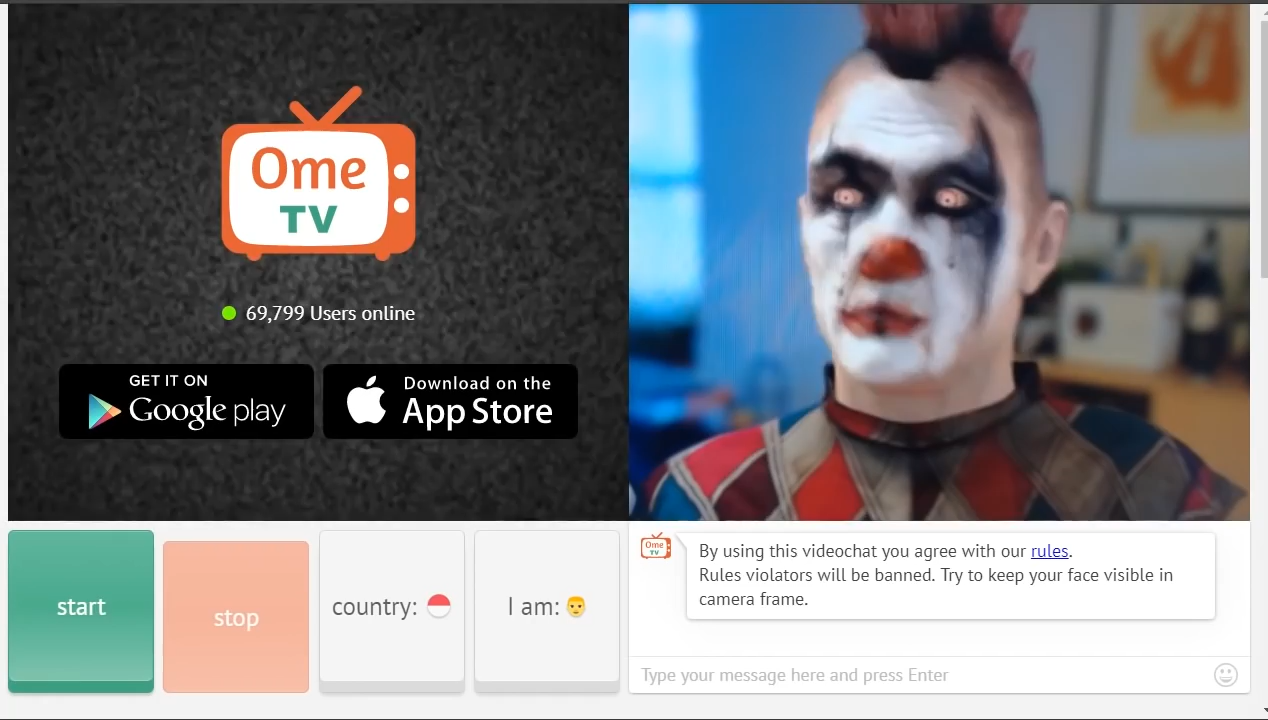 Ome
TV
69,799 Users online
GET IT ON
Google play
Download on the
App Store
start
stop
country:
I am:
Ome
TV
By using this videochat you agree with our rules.
Rules violators will be banned. Try to keep your face visible in
camera frame.
Type your message here and press Enter